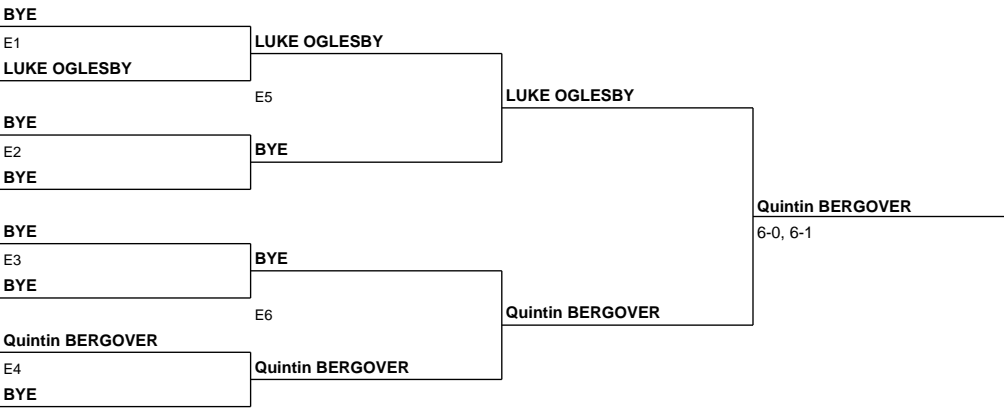 BYE
E1
LUKE OGLESBY
BYE
E2
BYE
BYE
E3
BYE
Quintin BERGOVER
E4
BYE
LUKE OGLESBY
E5
BYE
BYE
E6
Quintin BERGOVER
LUKE OGLESBY
Quintin BERGOVER
Quintin BERGOVER
6-0, 6-1